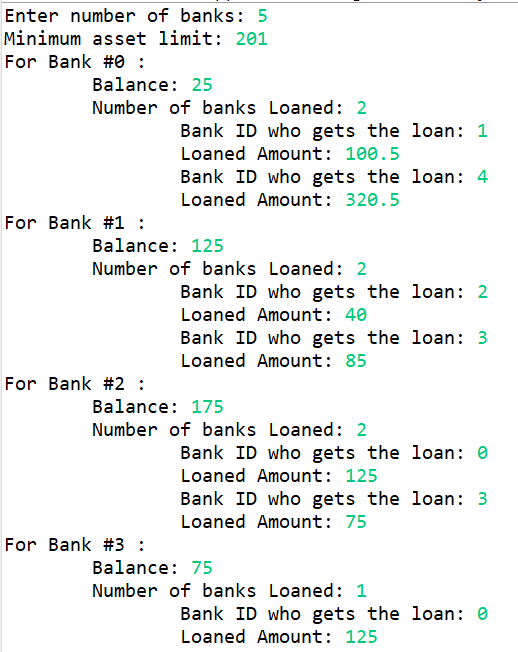 Enter number of banks: 5
Minimum asset limit: 201
For Bank #0 :
Balance: 25
Number of banks Loaned: 2
Bank ID who gets the loan: 1
Loaned Amount: 100.5
Bank ID who gets the loan: 4
Loaned Amount: 320.5
For Bank #1 :
Balance: 125
Number of banks Loaned: 2
Bank ID who gets the loan: 2
Loaned Amount: 40
Bank ID who gets the loan: 3
Loaned Amount: 85
For Bank #2 :
Balance: 175
Number of banks Loaned: 2
Bank ID who gets the loan: 0
Loaned Amount: 125
Bank ID who gets the loan: 3
Loaned Amount: 75
For Bank #3 :
Balance: 75
Number of banks Loaned: 1
Bank ID who gets the loan: 0
Loaned Amount: 125